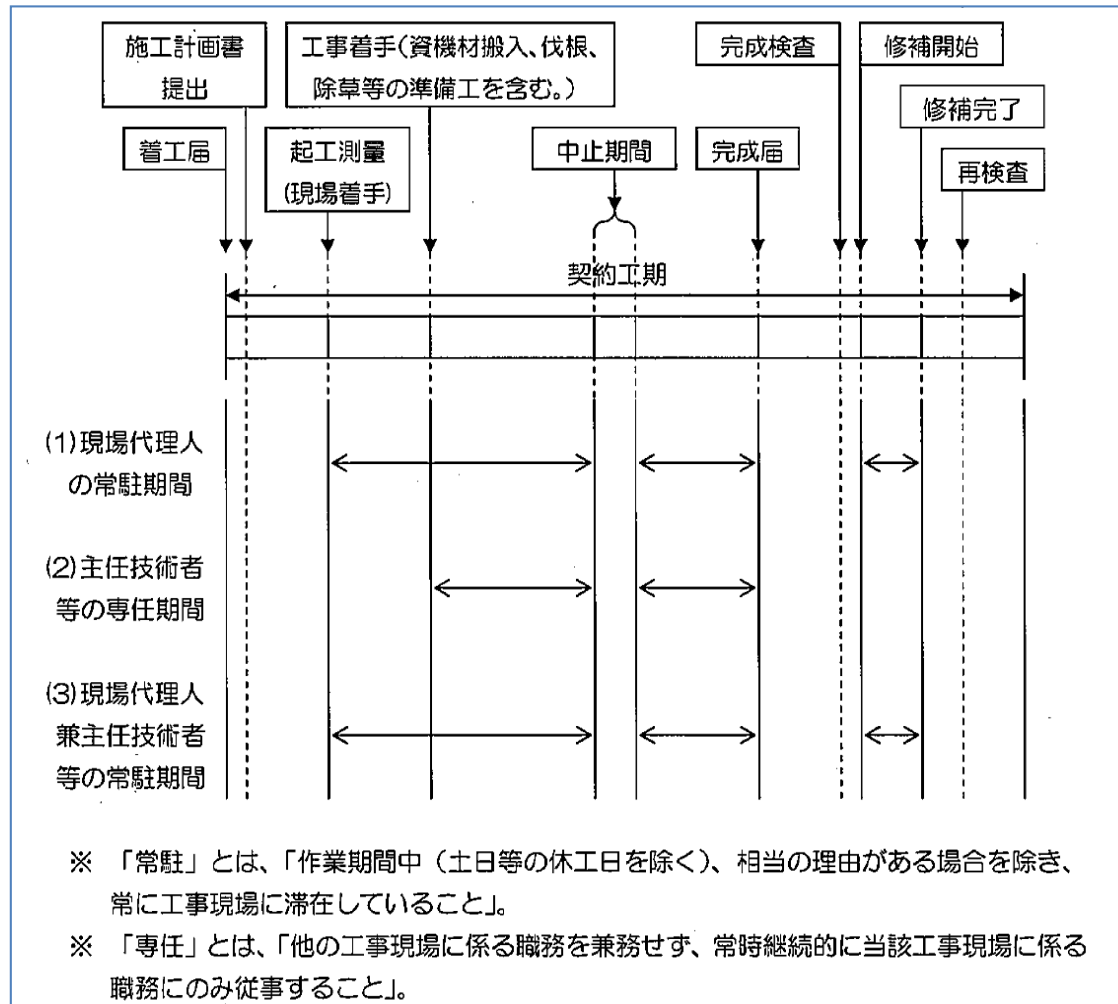 施工計画書
提出
工事着手(資機材搬入、伐根、
除草等の準備工を含む。)
完成検査
修補開始
修補完了
着工届
起工測量
(現場着手)
中止期間
完成届
再検査
契約工期
(1)現場代理人
の常駐期間
(2)主任技術者
等の専任期間
(3)現場代理人
兼主任技術者
等の常駐期間
※ 「常駐」とは、「作業期間中（土日等の休工日を除く）、相当の理由がある場合を除き、
常に工事現場に滞在していること」。
※ 「専任」とは、「他の工事現場に係る職務を兼務せず、常時継続的に当該工事現場に係る
職務にのみ従事すること」。